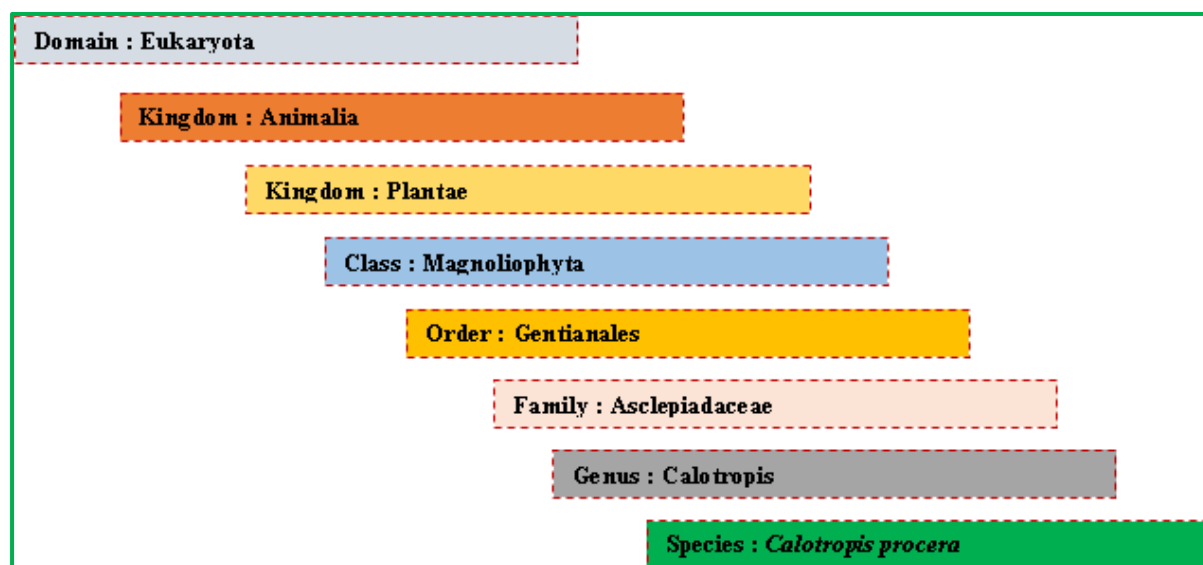 Domain : Eukaryota
Kingdom : Animalia
Kingdom : Plantae
Class : Magnoliophyta
Order : Gentianales
Family : Asclepiadaceae
Genus : Calotropis
Species : Calotropis procera